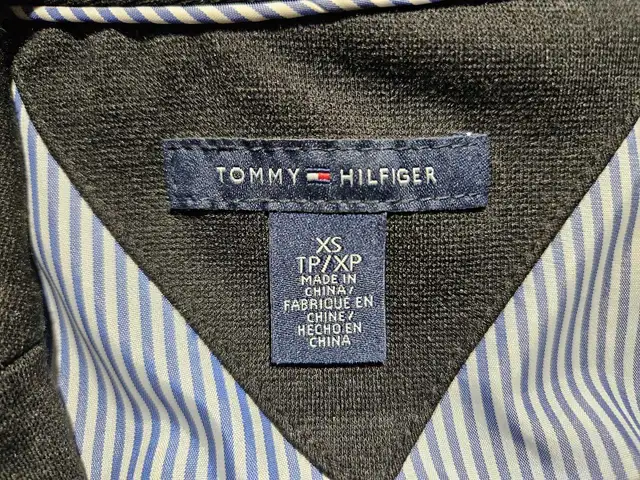 TOMMY HILFIGER
XS
TP/XP
MADE IN
CHINA/
FABRIQUÉ EN
CHINE/
HECHO EN
CHINA